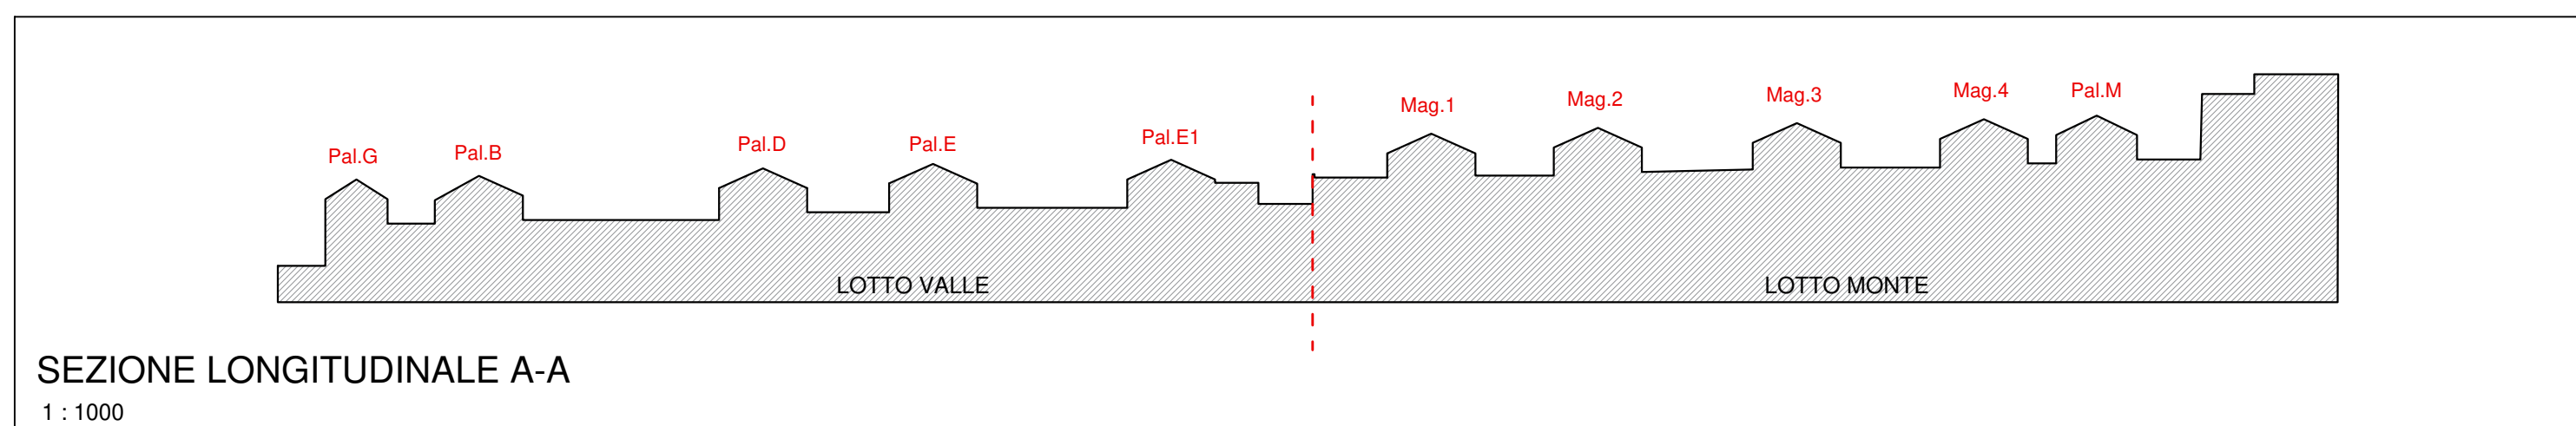 Pal.G
Pal.B
Pal.D
Pal.E
Pal.E1
Mag.1
Mag.2
Mag.3
Mag.4
Pal.M
LOTTO VALLE
LOTTO MONTE
SEZIONE LONGITUDINALE A-A
1 : 1000